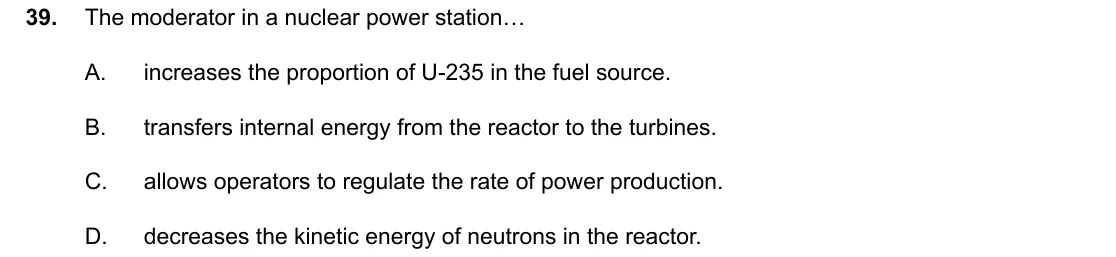 39. The moderator in a nuclear power station…
A. increases the proportion of U-235 in the fuel source.
B. transfers internal energy from the reactor to the turbines.
C. allows operators to regulate the rate of power production.
D. decreases the kinetic energy of neutrons in the reactor.